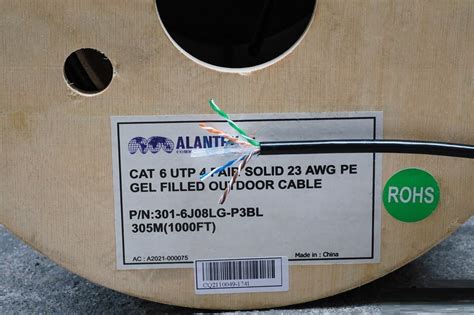 CAT 6 UTP 4 PAIR SOLID 23 AWG PE
GEL FILLED OUTDOOR CABLE
P/N:301-6J08LG-P3BL
305M(1000FT)
AC : A2021-000075
Made in : China
ROHS